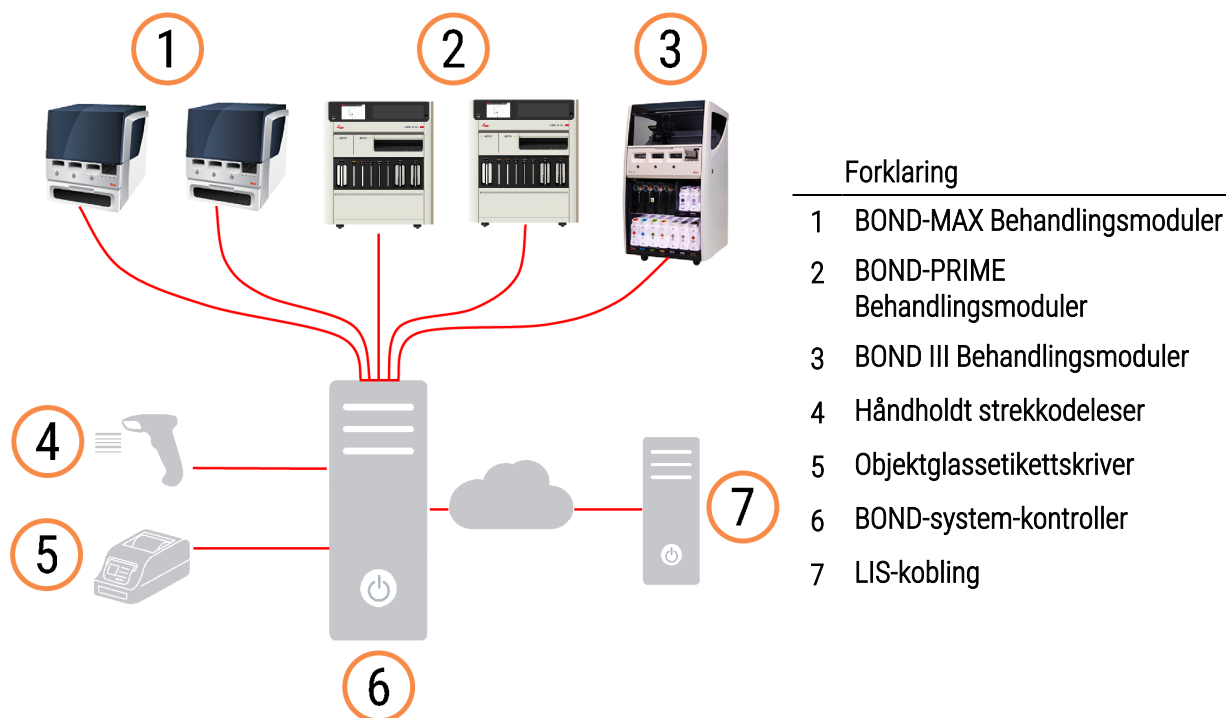 1
2
3
4
5
6
7
Forklaring
1 BOND-MAX Behandlingsmoduler
2 BOND-PRIME
Behandlingsmoduler
3 BOND III Behandlingsmoduler
4 Håndholdt strekkodeleser
5 Objektglassetikettskriver
6 BOND-system-kontroller
7 LIS-kobling